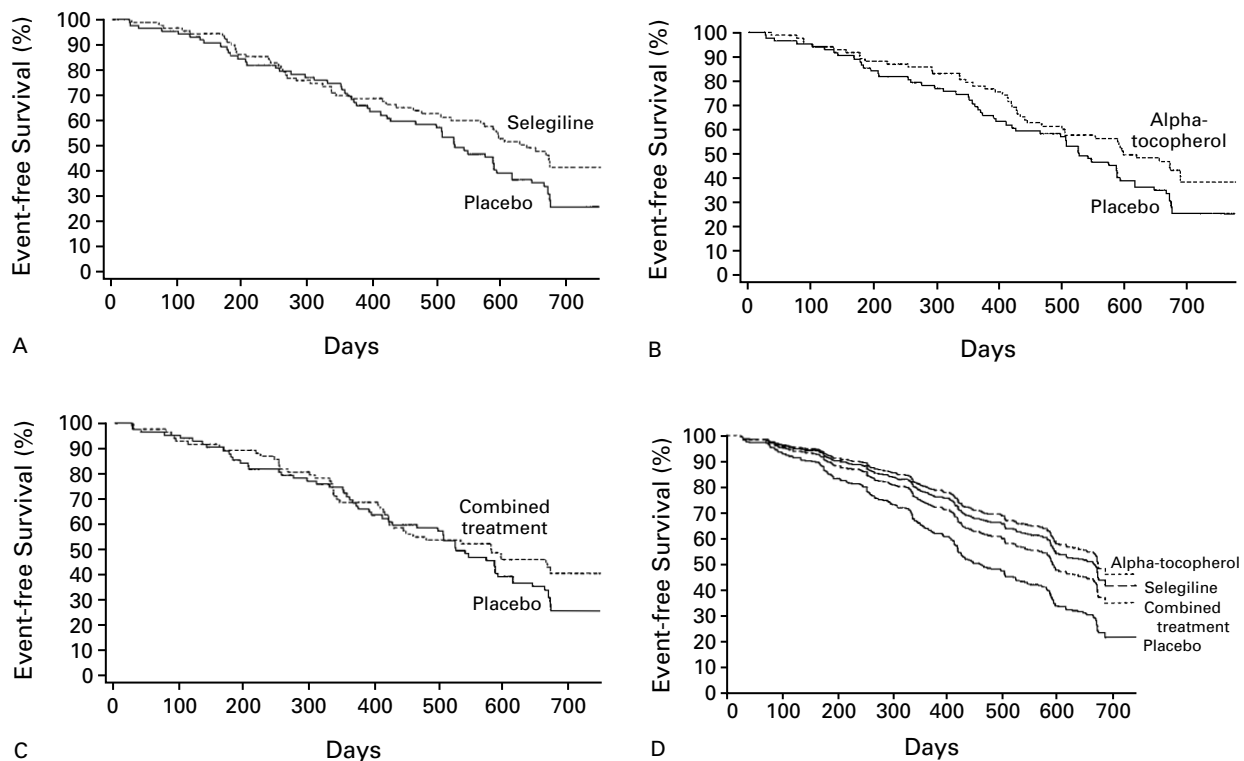 Event-free Survival (%)
100
90
80
70
60
50
40
30
20
10
0
Selegiline
Placebo
0 100 200 300 400 500 600 700
Days
A
Event-free Survival (%)
100
90
80
70
60
50
40
30
20
10
0
Alpha-
tocopherol
Placebo
0 100 200 300 400 500 600 700
Days
B
Event-free Survival (%)
100
90
80
70
60
50
40
30
20
10
0
Combined
treatment
Placebo
0 100 200 300 400 500 600 700
Days
C
Event-free Survival (%)
100
90
80
70
60
50
40
30
20
10
0
Alpha-tocopherol
Selegiline
Combined
treatment
Placebo
0 100 200 300 400 500 600 700
Days
D